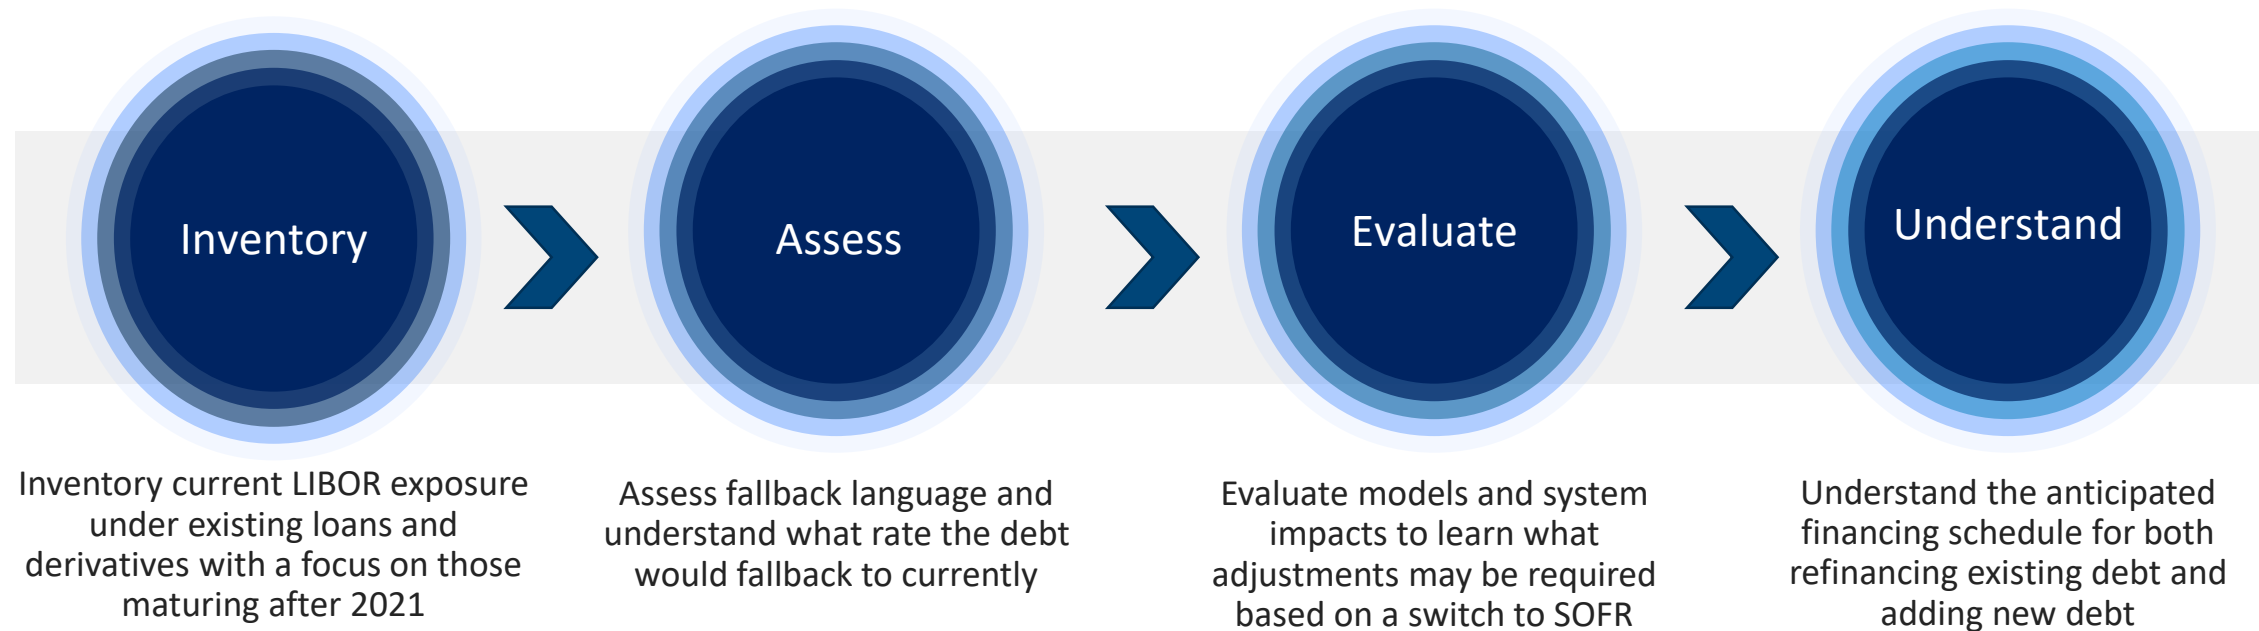 Inventory
Assess
Evaluate
Understand
Inventory current LIBOR exposure
under existing loans and
derivatives with a focus on those
maturing after 2021
Assess fallback language and
understand what rate the debt
would fallback to currently
Evaluate models and system
impacts to learn what
adjustments may be required
based on a switch to SOFR
Understand the anticipated
financing schedule for both
refinancing existing debt and
adding new debt